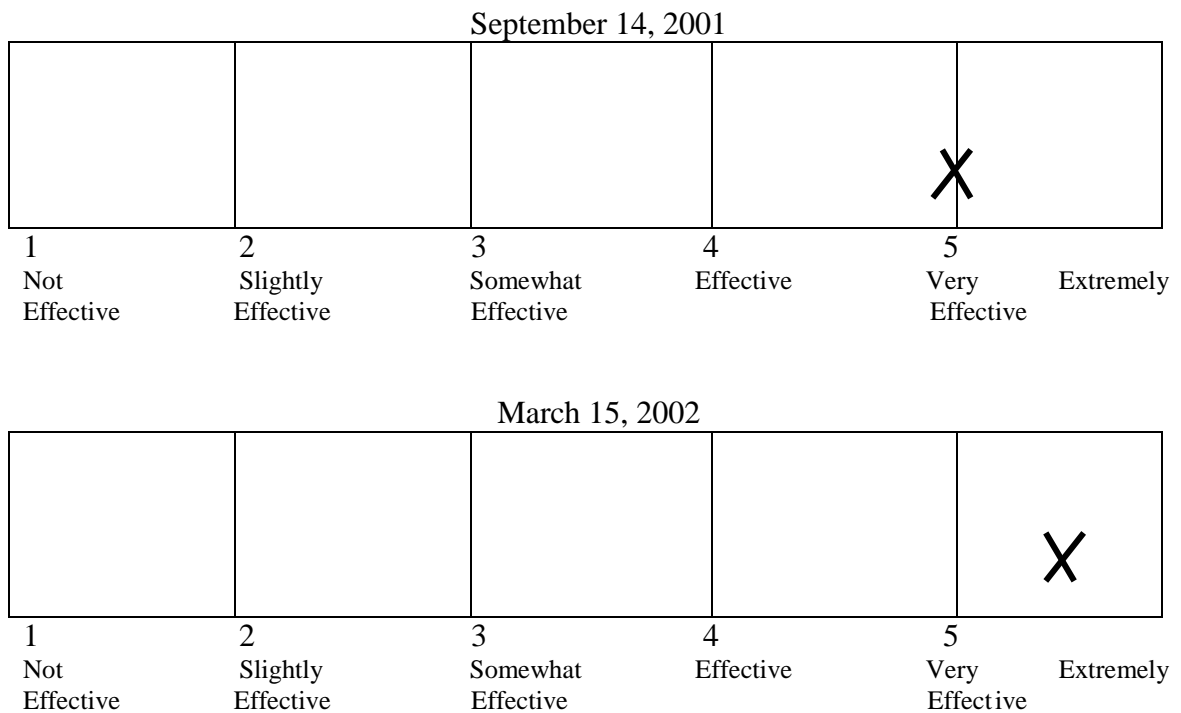 September 14, 2001
1 2 3 4 5
Not Slightly Somewhat Effective Very Extremely
Effective Effective Effective Effective
March 15, 2002
1 2 3 4 5
Not Slightly Somewhat Effective Very Extremely
Effective Effective Effective Effective